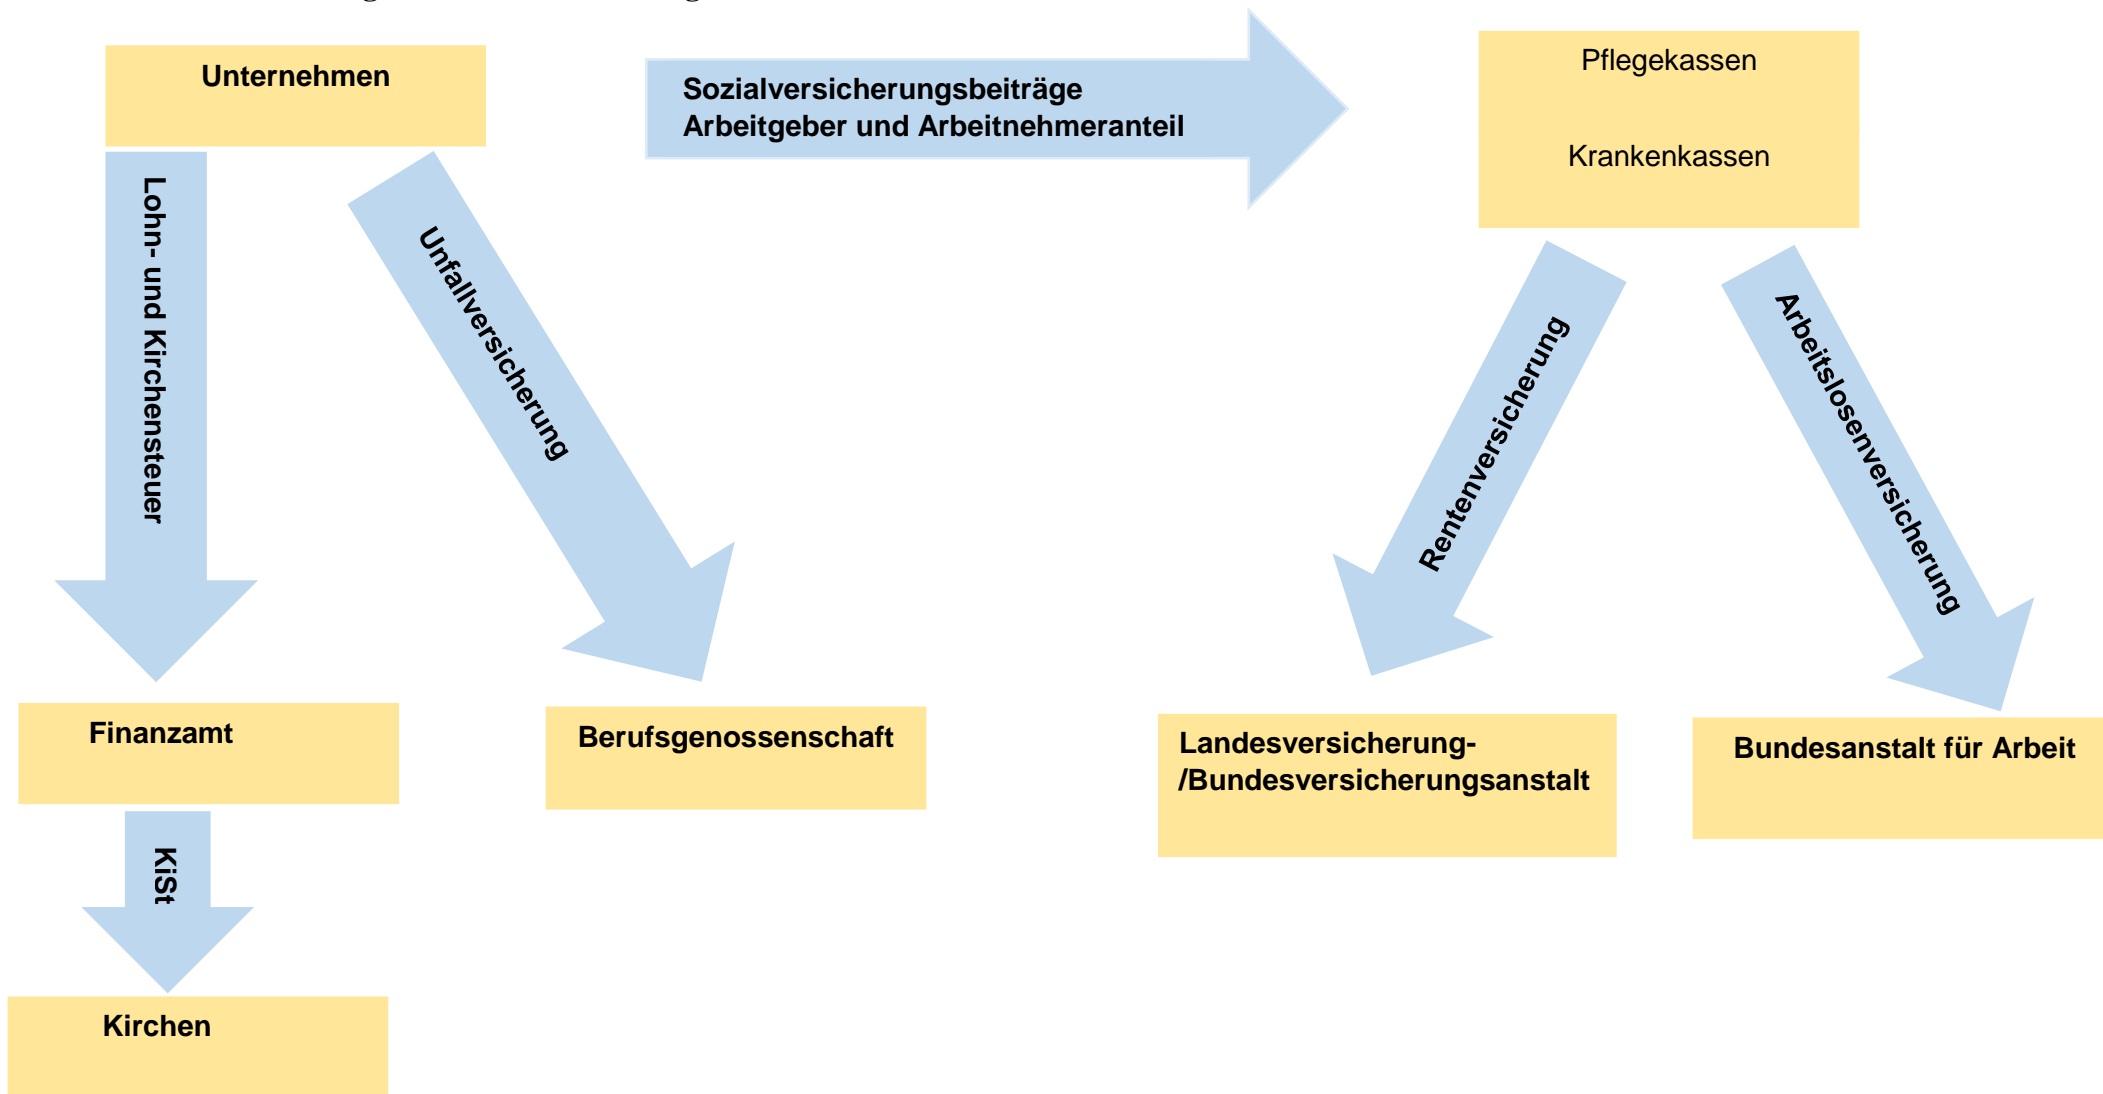 Unternehmen
Sozialversicherungsbeiträge
Arbeitgeber und Arbeitnehmeranteil
Pflegekassen
Krankenkassen
Lohn- und Kirchensteuer
Unfallversicherung
Rentenversicherung
Arbeitslosenversicherung
Finanzamt
Berufsgenossenschaft
Landesversicherung-
/Bundesversicherungsanstalt
Bundesanstalt für Arbeit
KiSt
Kirchen